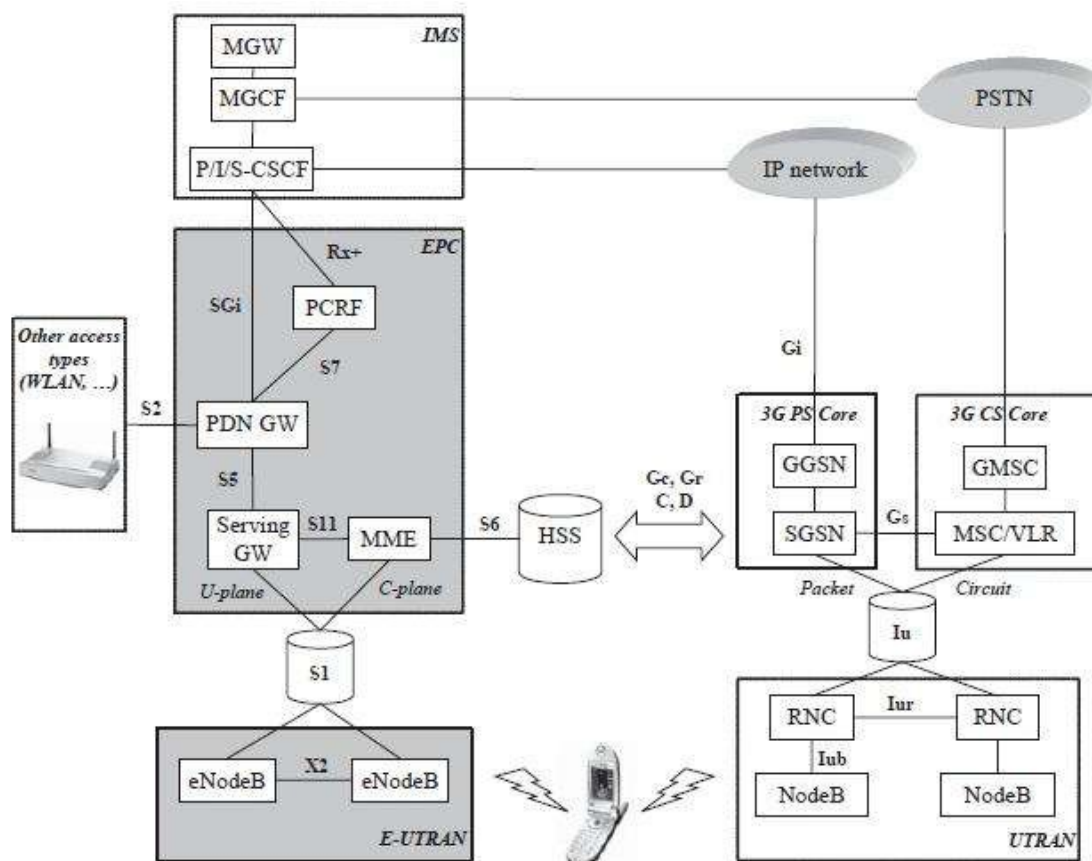 IMS
MGW
MGCF
PSTN
P/I/S-CSCF
IP network
EPC
Rx+
SGi
PCRF
Other access
types
(WLAN, ...)
S7
Gi
S2
PDN GW
3G PS Core
3G CS Core
S5
GGSN
GMSC
Gc, Gr
C, D
Serving
GW
S11
MME
S6
HSS
SGSN
Gs
MSC/VLR
U-plane
C-plane
Packet
Circuit
Iu
S1
RNC
Iur
RNC
eNodeB
X2
eNodeB
Iub
NodeB
NodeB
E-UTRAN
UTRAN